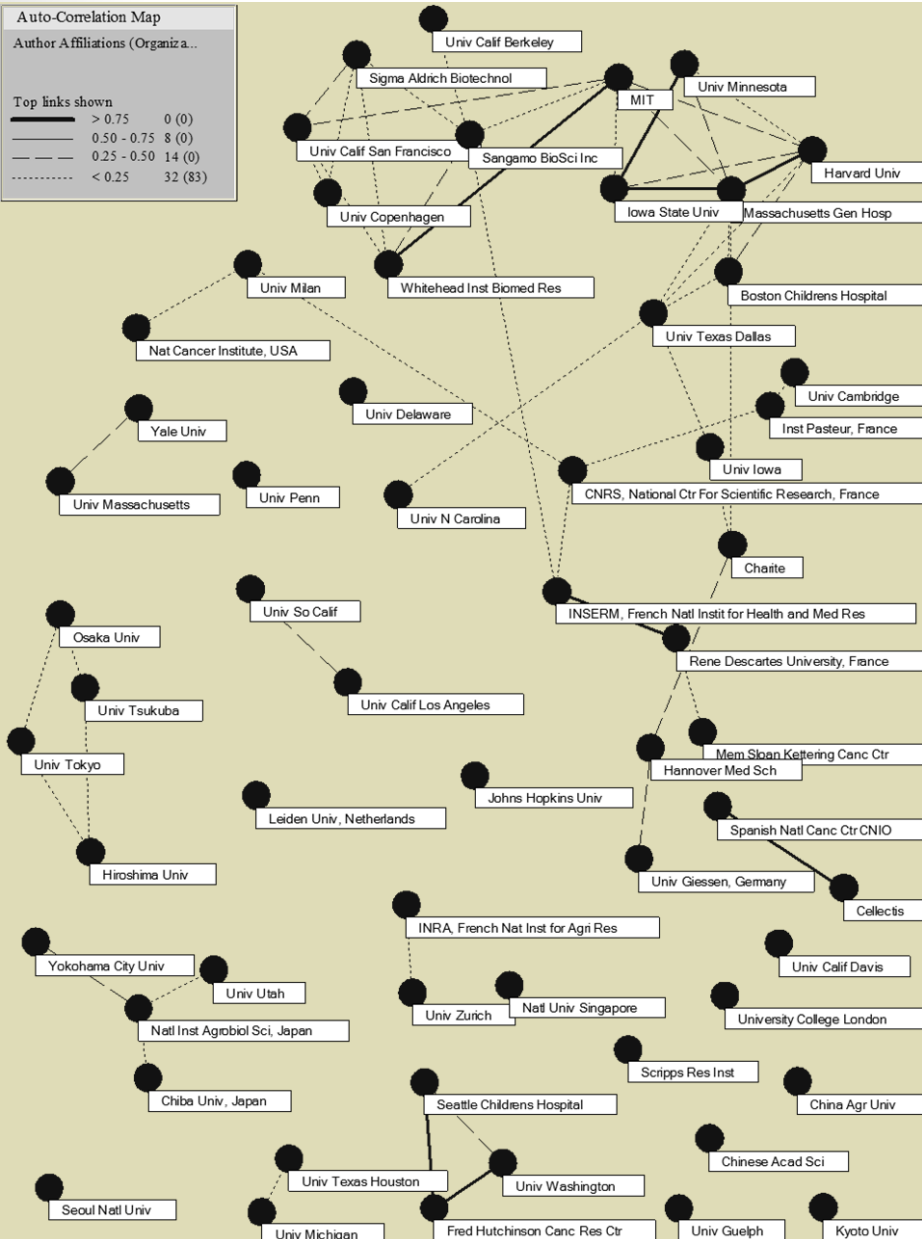 Auto-Correlation Map
Author Affiliations (Organiza...
Top links shown
> 0.75 0 (0)
0.50 - 0.75 8 (0)
0.25 - 0.50 14 (0)
< 0.25 32 (83)
Univ Calif Berkeley
Sigma Aldrich Biotechnol
MIT
Univ Minnesota
Univ Calif San Francisco
Sangamo BioSci Inc
Harvard Univ
Univ Copenhagen
Iowa State Univ
Massachusetts Gen Hosp
Univ Milan
Whitehead Inst Biomed Res
Boston Childrens Hospital
Nat Cancer Institute, USA
Univ Texas Dallas
Univ Delaware
Univ Cambridge
Yale Univ
Inst Pasteur, France
Univ Iowa
Univ Massachusetts
Univ Penn
CNRS, National Ctr For Scientific Research, France
Univ N Carolina
Charite
Univ So Calif
INSERM, French Natl Instit for Health and Med Res
Osaka Univ
Rene Descartes University, France
Univ Tsukuba
Univ Calif Los Angeles
Univ Tokyo
Mem Sloan Kettering Canc Ctr
Hannover Med Sch
Johns Hopkins Univ
Leiden Univ, Netherlands
Spanish Natl Canc Ctr CNIO
Hiroshima Univ
Univ Giessen, Germany
Cellectis
INRA, French Nat Inst for Agri Res
Yokohama City Univ
Univ Calif Davis
Univ Utah
Natl Univ Singapore
Univ Zurich
University College London
Natl Inst Agrobiol Sci, Japan
Scripps Res Inst
Chiba Univ, Japan
Seattle Childrens Hospital
China Agr Univ
Chinese Acad Sci
Univ Texas Houston
Univ Washington
Seoul Natl Univ
Univ Michigan
Fred Hutchinson Canc Res Ctr
Univ Guelph
Kyoto Univ